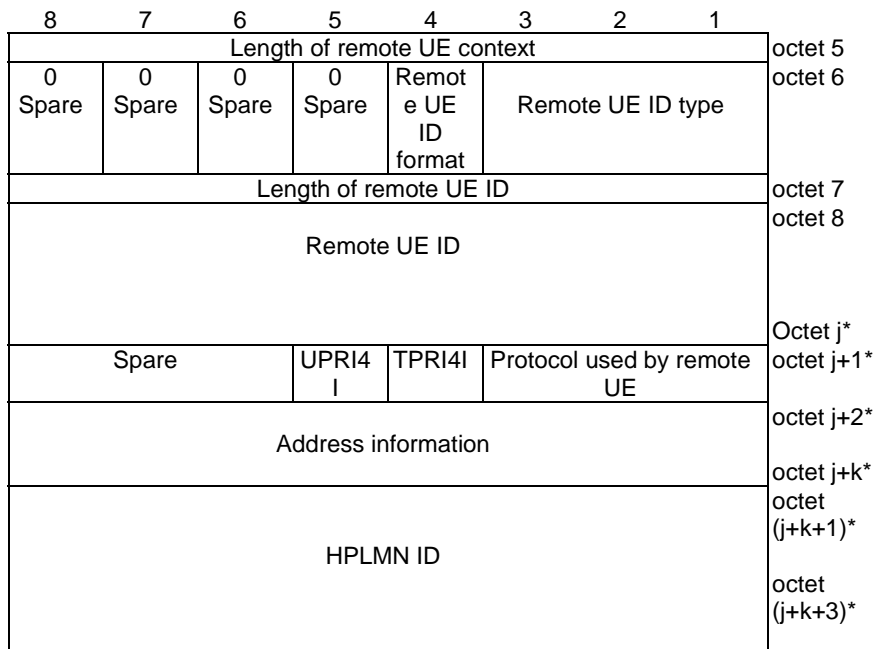 8 7 6 5 4 3 2 1
Length of remote UE context octet 5
0 0 0 0 Remot octet 6
Spare Spare Spare Spare e UE Remote UE ID type
ID
format
Length of remote UE ID octet 7
octet 8
Remote UE ID
Octet j*
Spare UPRI4 TPRI4I Protocol used by remote octet j+1*
I UE
octet j+2*
Address information
octet j+k*
octet
(j+k+1)*
HPLMN ID
octet
(j+k+3)*